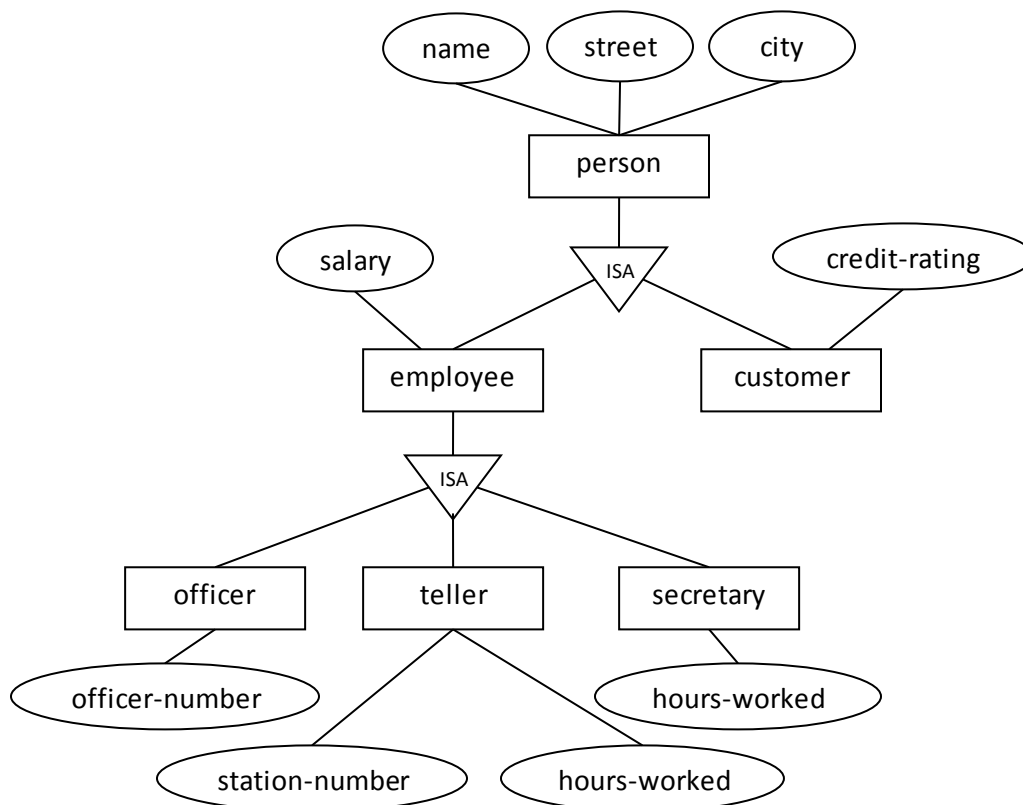 name
street
city
person
salary
credit-rating
ISA
employee
customer
ISA
officer
teller
secretary
officer-number
hours-worked
station-number
hours-worked